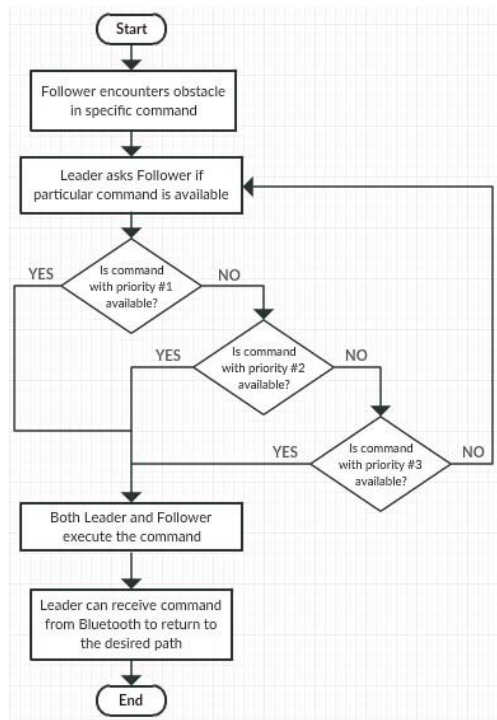 Start
Follower encounters obstacle
in specific command
Leader asks Follower if
particular command is available
YES
Is command
with priority #1
available?
NO
YES
Is command
with priority #2
available?
NO
YES
Is command
with priority #3
available?
NO
Both Leader and Follower
execute the command
Leader can receive command
from Bluetooth to return to
the desired path
End